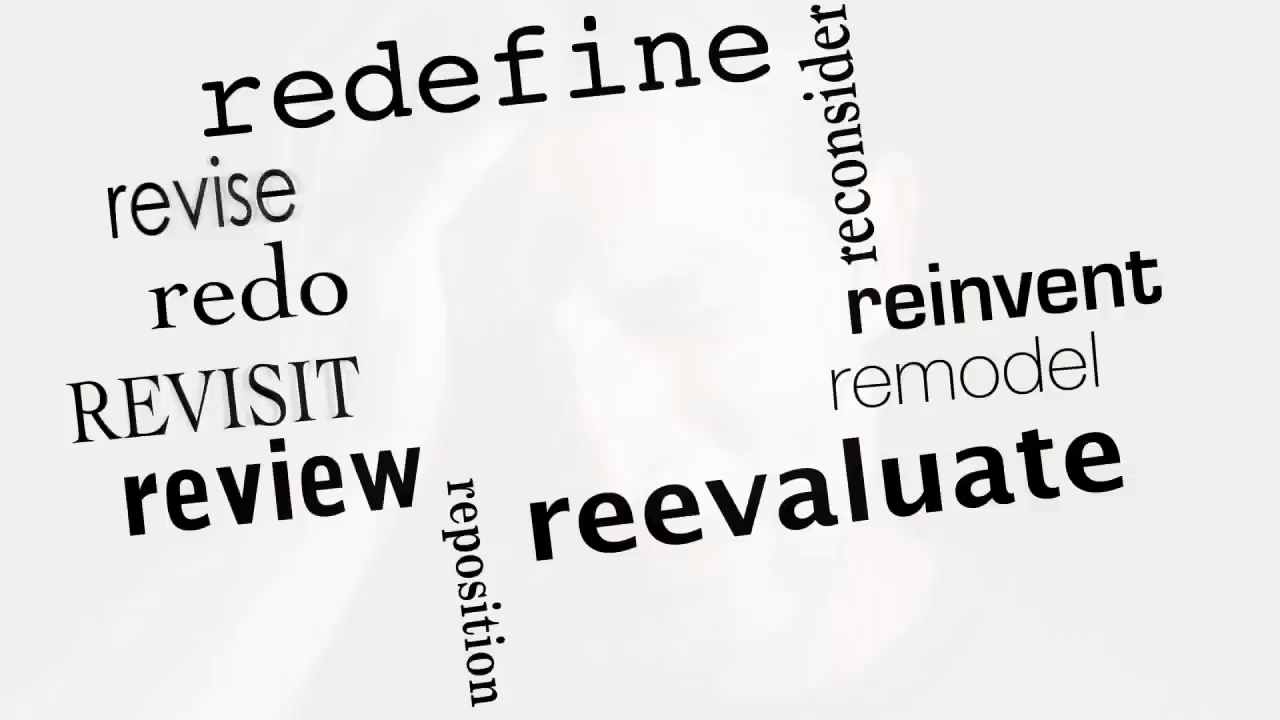 redefine
reconsider
revise
redo
reinvent
remodel
REVISIT
review
reevaluate
reposition